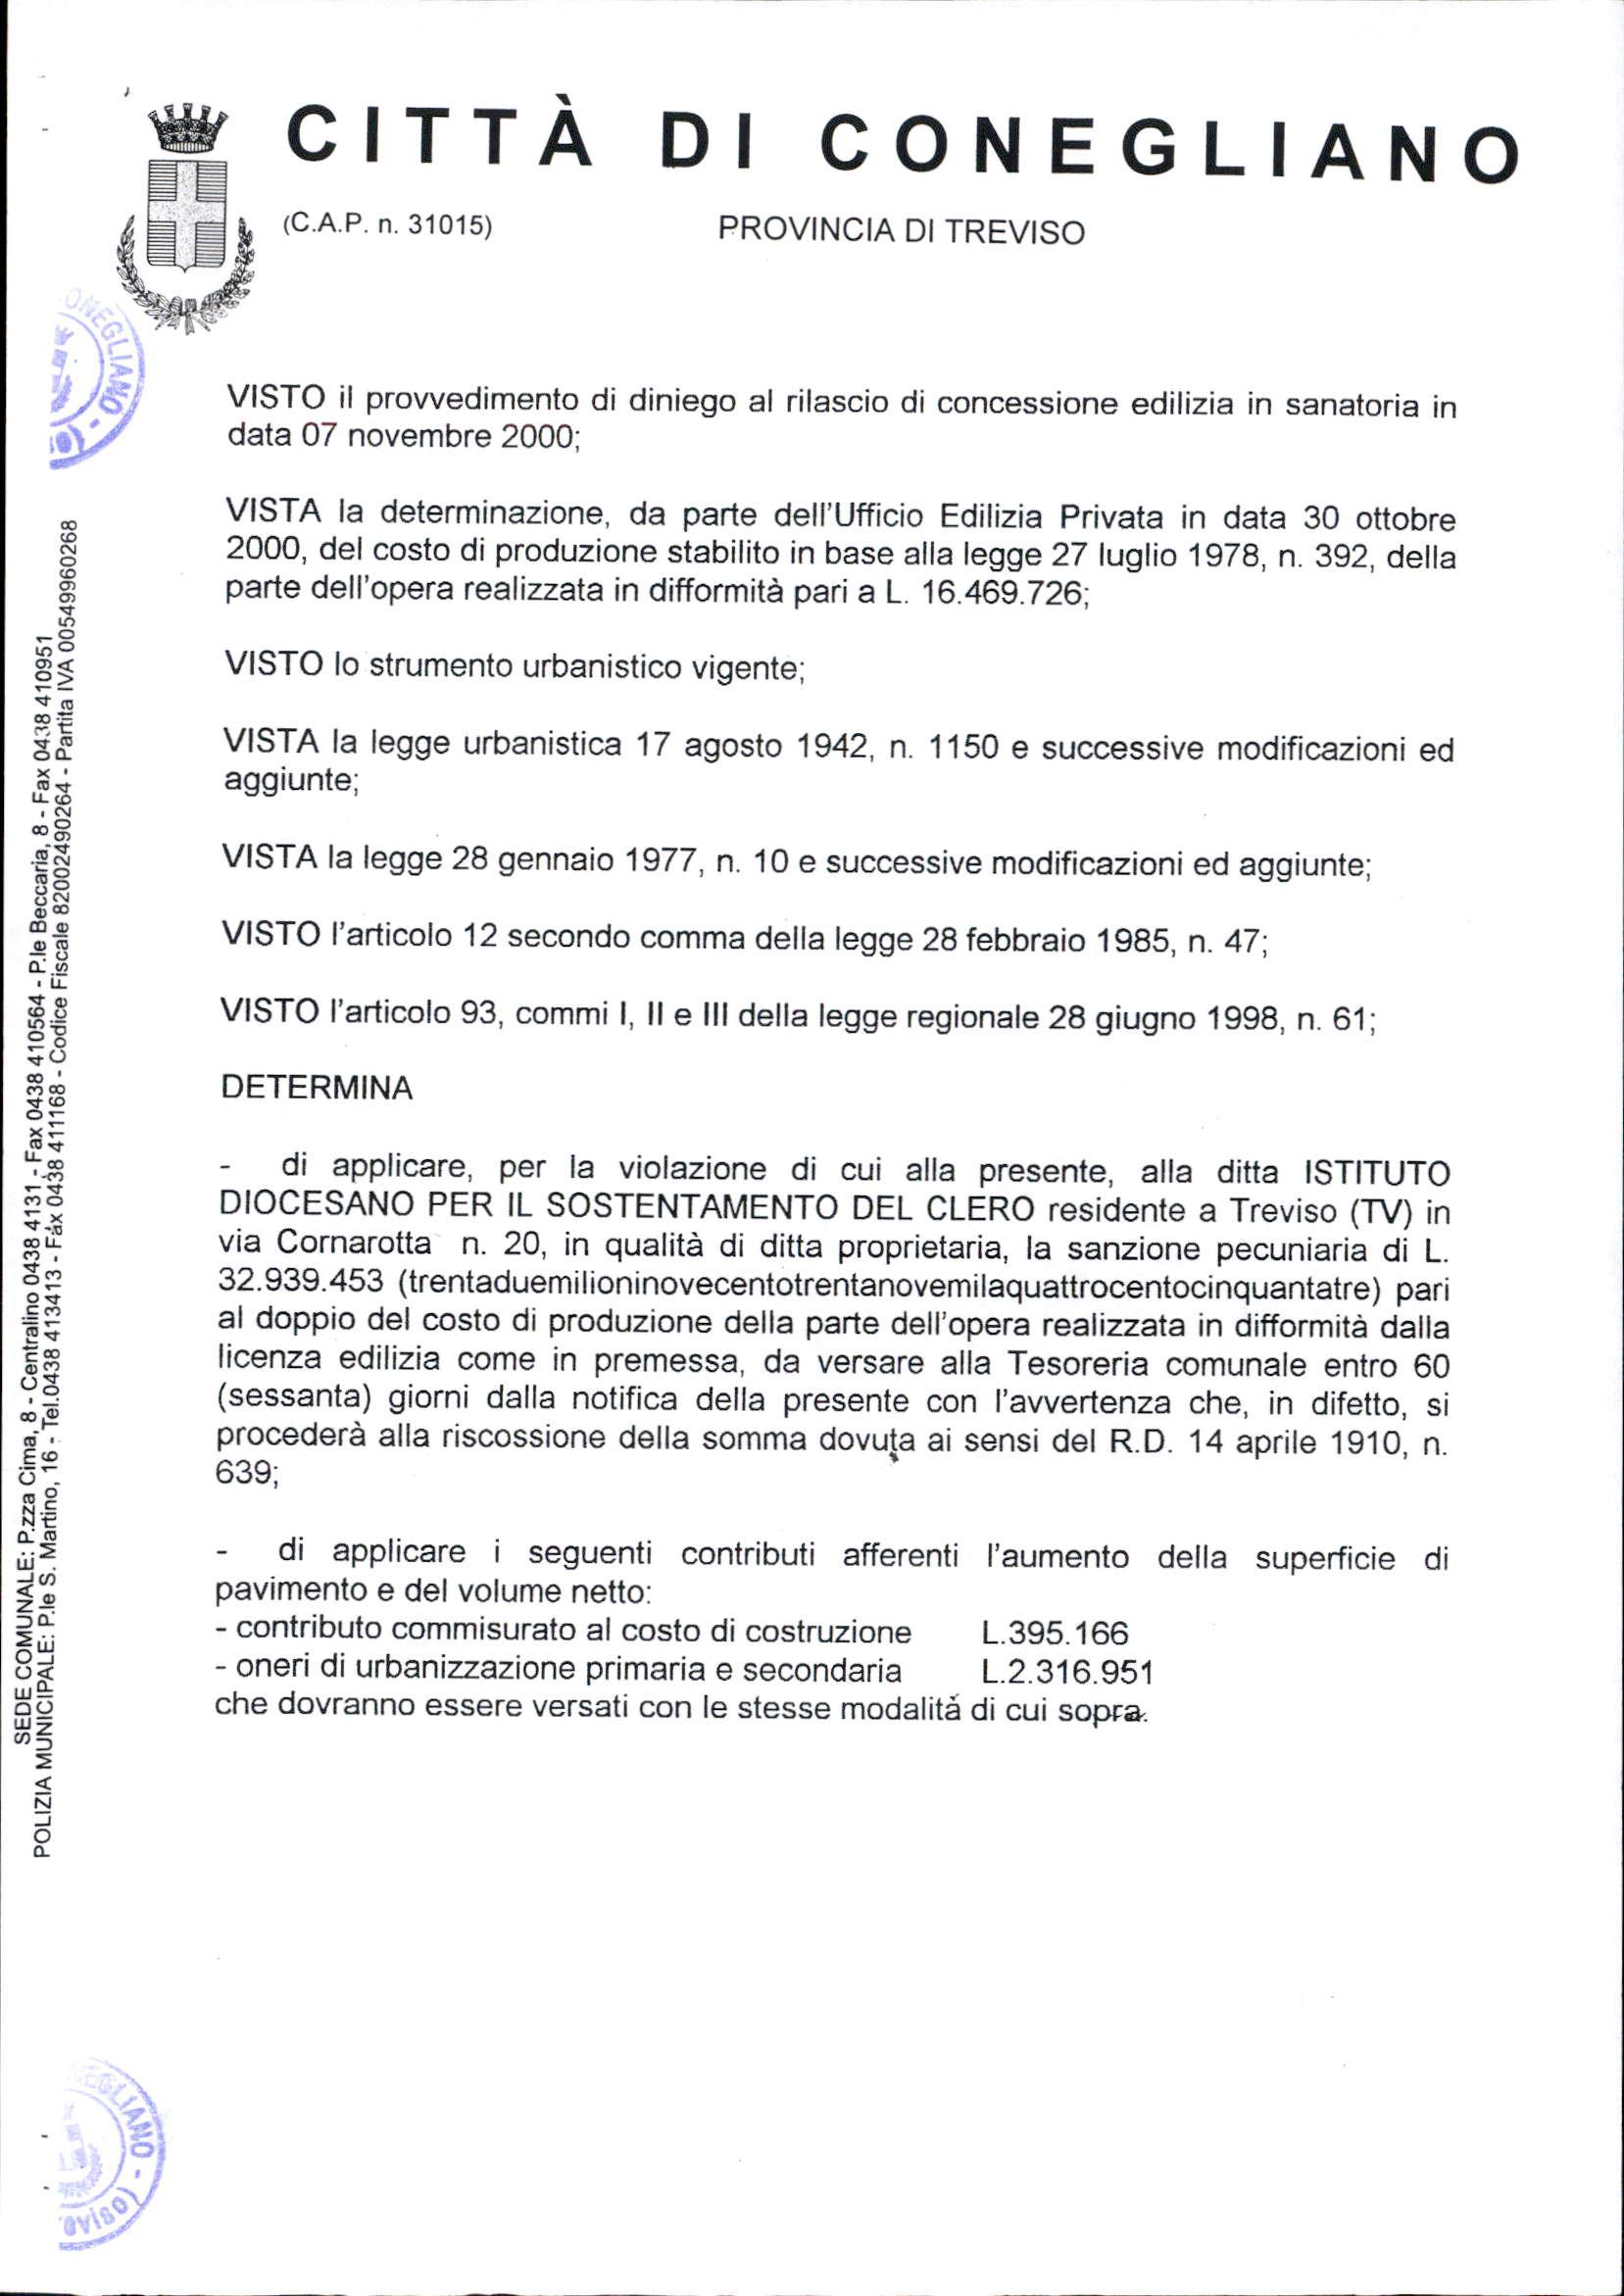 CITTÀ DI CONEGLIANO
(C.A.P. n. 31015) PROVINCIA DI TREVISO
ONEGLIANO - (
VISTO il provvedimento di diniego al rilascio di concessione edilizia in sanatoria in
data 07 novembre 2000;
VISTA la determinazione, da parte dell'Ufficio Edilizia Privata in data 30 ottobre
2000, del costo di produzione stabilito in base alla legge 27 luglio 1978, n. 392, della
parte dell'opera realizzata in difformità pari a L. 16.469.726;
VISTO lo strumento urbanistico vigente;
VISTA la legge urbanistica 17 agosto 1942, n. 1150 e successive modificazioni ed
aggiunte;
VISTA la legge 28 gennaio 1977, n. 10 e successive modificazioni ed aggiunte;
VISTO l'articolo 12 secondo comma della legge 28 febbraio 1985, n. 47;
VISTO l'articolo 93, commi I, II e III della legge regionale 28 giugno 1998, n. 61;
DETERMINA
- di applicare, per la violazione di cui alla presente, alla ditta ISTITUTO
DIOCESANO PER IL SOSTENTAMENTO DEL CLERO residente a Treviso (TV) in
via Cornarotta n. 20, in qualità di ditta proprietaria, la sanzione pecuniaria di L.
32.939.453 (trentaduemilioninovecentotrentanovemilaquattrocentocinquantatre) pari
al doppio del costo di produzione della parte dell'opera realizzata in difformità dalla
licenza edilizia come in premessa, da versare alla Tesoreria comunale entro 60
(sessanta) giorni dalla notifica della presente con l'avvertenza che, in difetto, si
procederà alla riscossione della somma dovuta ai sensi del R.D. 14 aprile 1910, n.
639;
- di applicare i seguenti contributi afferenti l'aumento della superficie di
pavimento e del volume netto:
- contributo commisurato al costo di costruzione L.395.166
- oneri di urbanizzazione primaria e secondaria L.2.316.951
che dovranno essere versati con le stesse modalità di cui sopra.
SEDE COMUNALE: P.zza Cima, 8 - Centralino 0438 4131 - Fax 0438 410564 - P.le Beccaria, 8 - Fax 0438 410951
POLIZIA MUNICIPALE: P.le S. Martino, 16 - Tel.0438 413413 - Fax 0438 411168 - Codice Fiscale 82002490264 - Partita IVA 00549960268
NEGLIANO - (